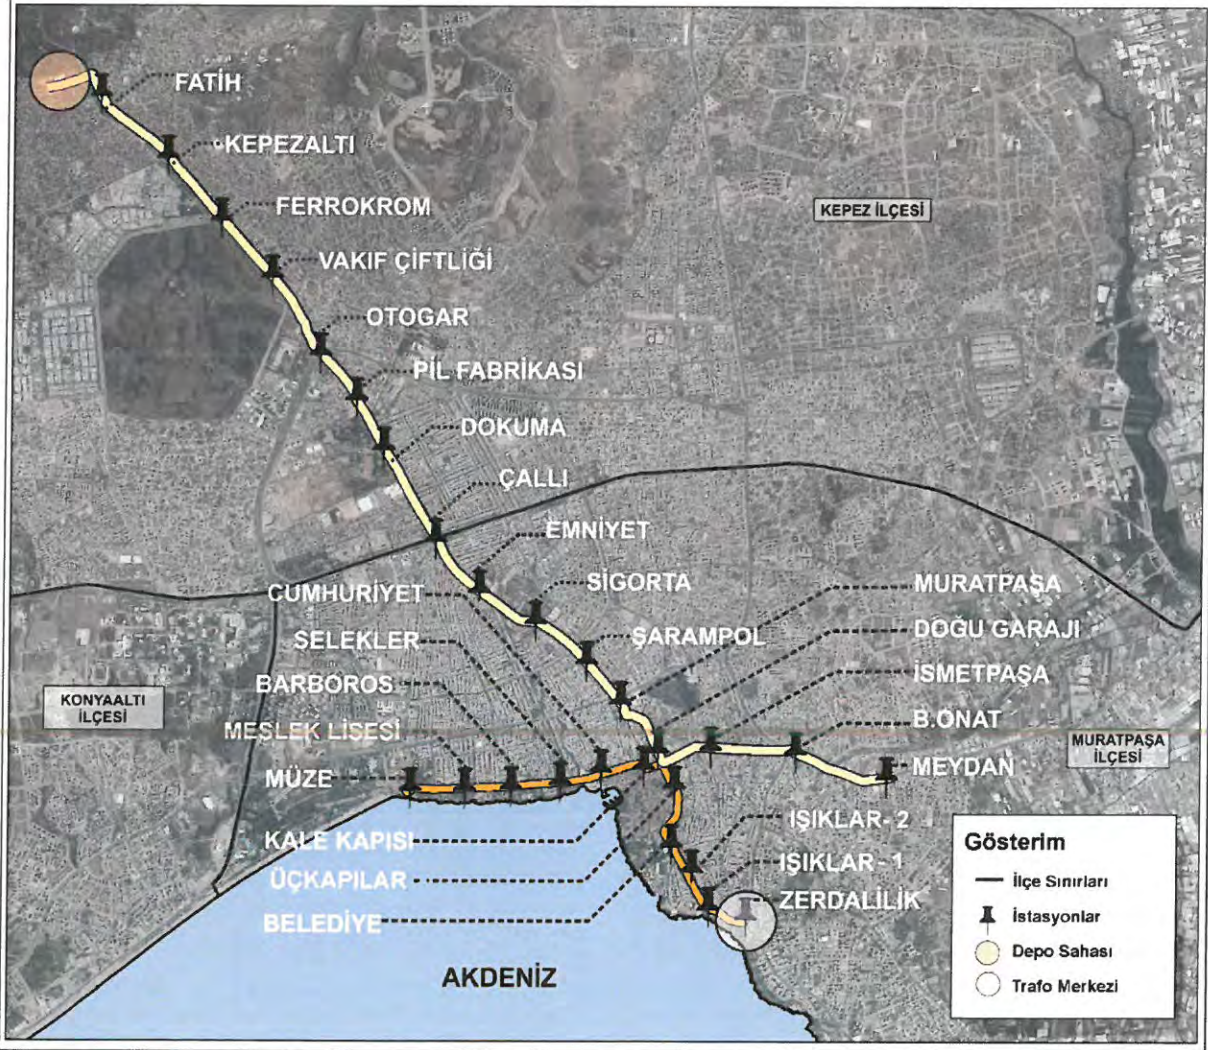 FATİH
KEPEZALTI
FERROKROM
KEPEZ İLÇESİ
VAKIF ÇİFTLİĞİ
OTOGAR
PİL FABRİKASI
DOKUMA
ÇALLI
EMNİYET
SİGORTA
ŞARAMPOL
CUMHURİYET
SELEKLER
BARBOROS
MESLEK LİSESİ
MÜZE
MURATPAŞA
DOĞU GARAJI
İSMETPAŞA
B.ONAT
MEYDAN
KONYAALTI
İLÇESİ
MURATPAŞA
İLÇESİ
KALE KAPISI
ÜÇKAPILAR
BELEDİYE
IŞIKLAR- 2
IŞIKLAR - 1
ZERDALİLİK
AKDENİZ
Gösterim
İlçe Sınırları
İstasyonlar
Depo Sahası
Trafo Merkezi